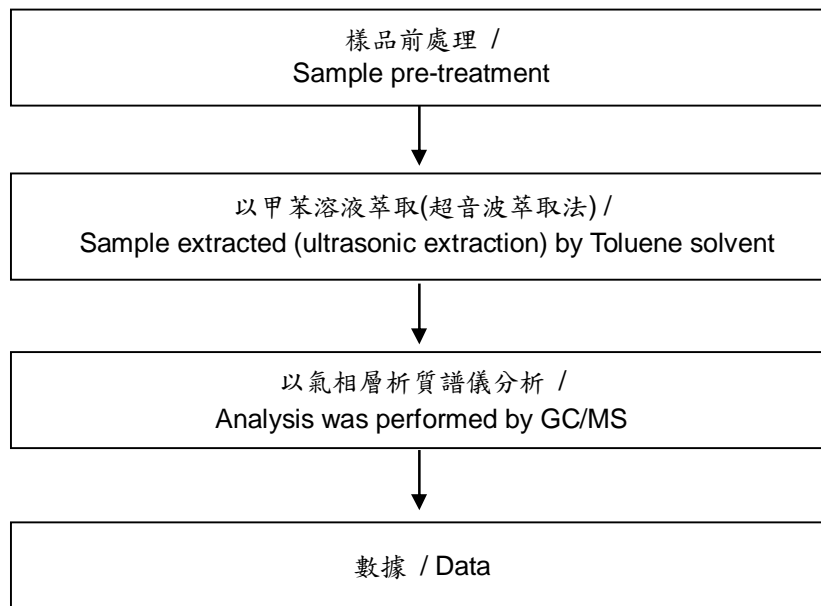 樣品前處理 /
Sample pre-treatment
以甲苯溶液萃取(超音波萃取法) /
Sample extracted (ultrasonic extraction) by Toluene solvent
以氣相層析質譜儀分析 /
Analysis was performed by GC/MS
數據 / Data